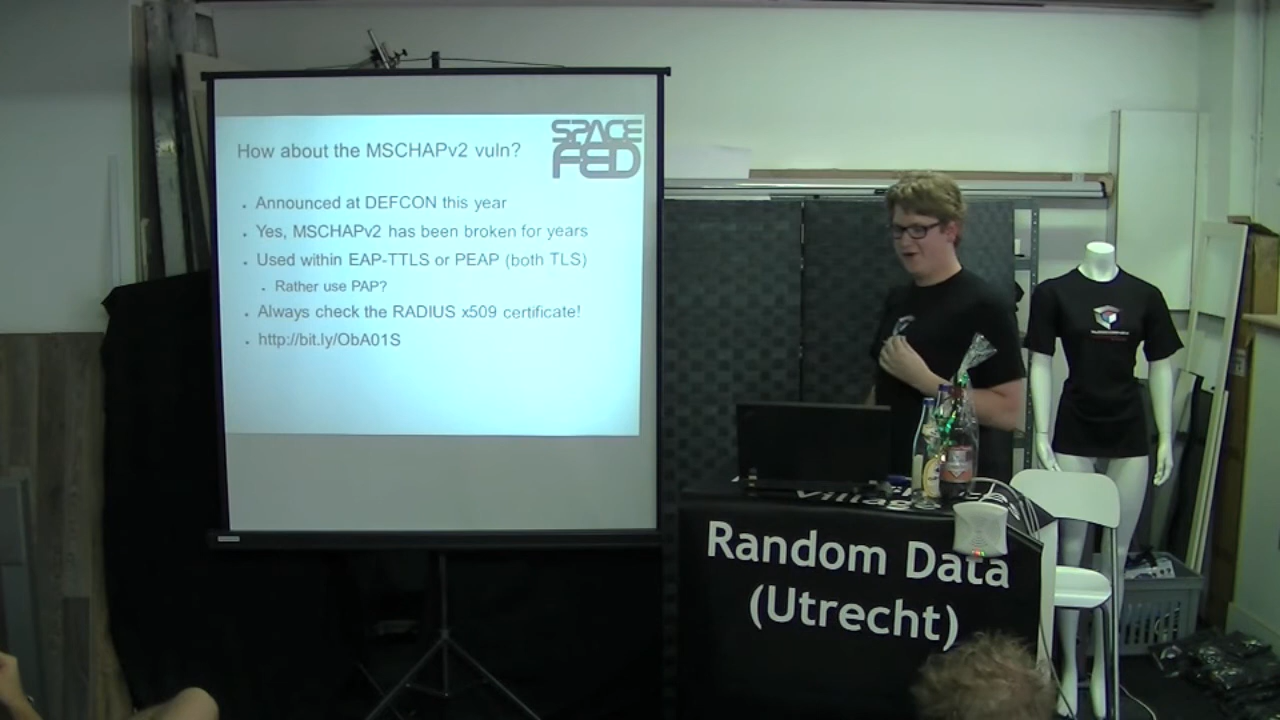 SPACE
FED
How about the MSCHAPv2 vuln?
Announced at DEFCON this year
Yes, MSCHAPv2 has been broken for years
Used within EAP-TTLS or PEAP (both TLS)
Rather use PAP?
Always check the RADIUS x509 certificate!
http://bit.ly/ObA01S
Random Data
(Utrecht)